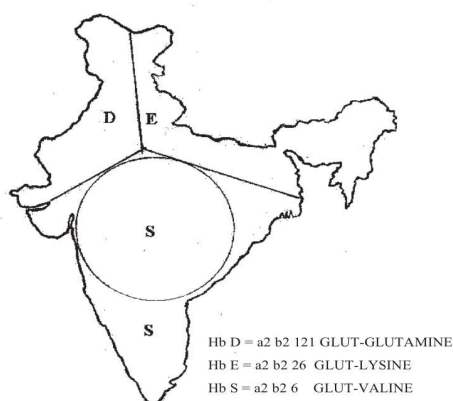 D E
S
S
Hb D = a2 b2 121 GLUT-GLUTAMINE
Hb E = a2 b2 26 GLUT-LYSINE
Hb S = a2 b2 6 GLUT-VALINE